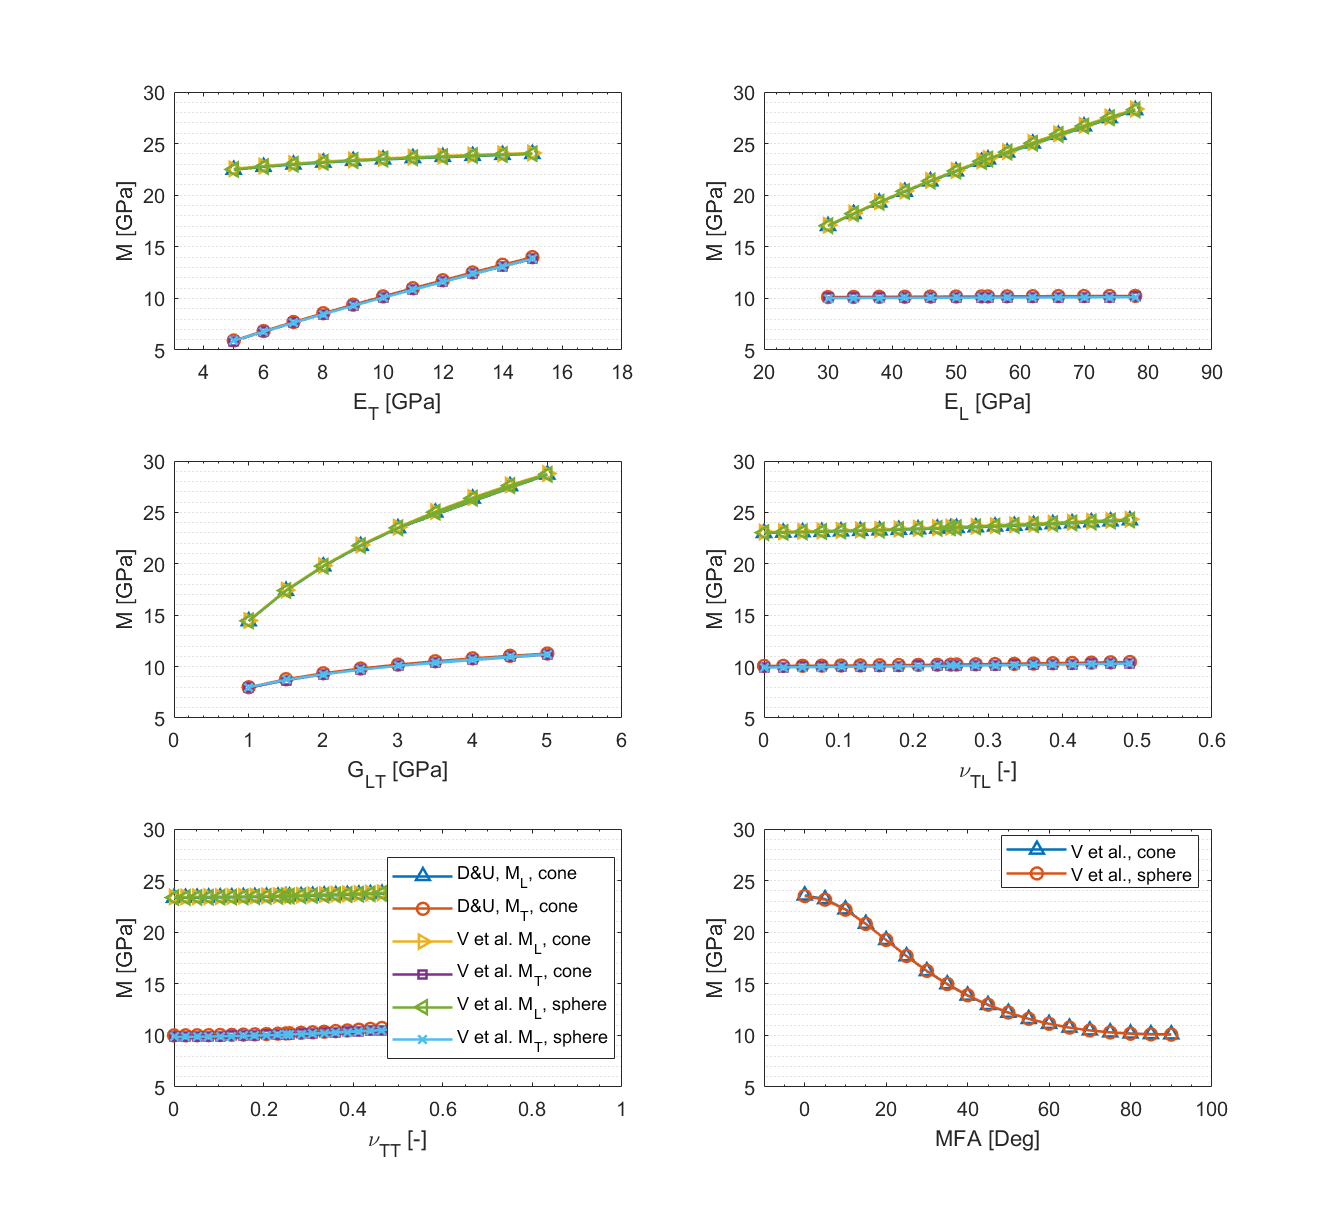 30
25
20
15
10
5
M [GPa]
4 6 8 10 12 14 16 18
E_T [GPa]
30
25
20
15
10
5
M [GPa]
20 30 40 50 60 70 80 90
E_L [GPa]
30
25
20
15
10
5
M [GPa]
0 1 2 3 4 5 6
G_LT [GPa]
30
25
20
15
10
5
M [GPa]
0 0.1 0.2 0.3 0.4 0.5 0.6
ν_TL [-]
30
25
20
15
10
5
M [GPa]
0 0.2 0.4 0.6 0.8 1
ν_TT [-]
D&U, M_L, cone
D&U, M_T, cone
V et al. M_L, cone
V et al. M_T, cone
V et al. M_L, sphere
V et al. M_T, sphere
30
25
20
15
10
5
M [GPa]
0 20 40 60 80 100
MFA [Deg]
V et al., cone
V et al., sphere